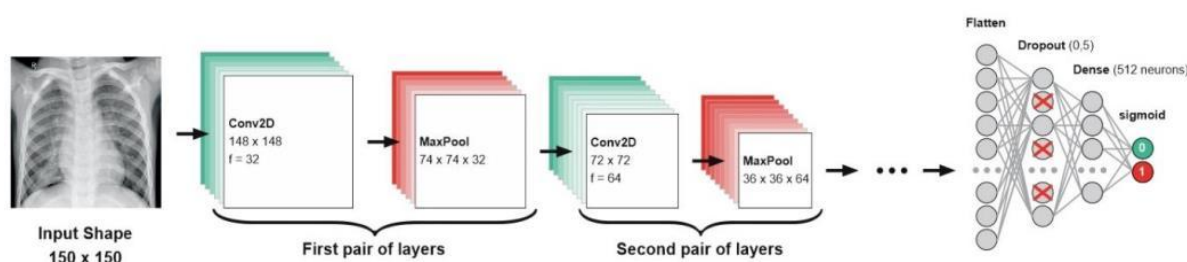 R
Input Shape
150 x 150
Conv2D
148 x 148
f = 32
MaxPool
74 x 74 x 32
First pair of layers
Conv2D
72 x 72
f = 64
MaxPool
36 x 36 x 64
Second pair of layers
Flatten
Dropout (0,5)
Dense (512 neurons)
sigmoid
0
1